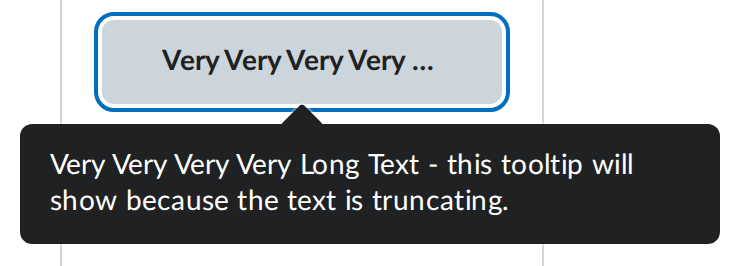 Very Very Very Very ...
Very Very Very Very Long Text - this tooltip will
show because the text is truncating.